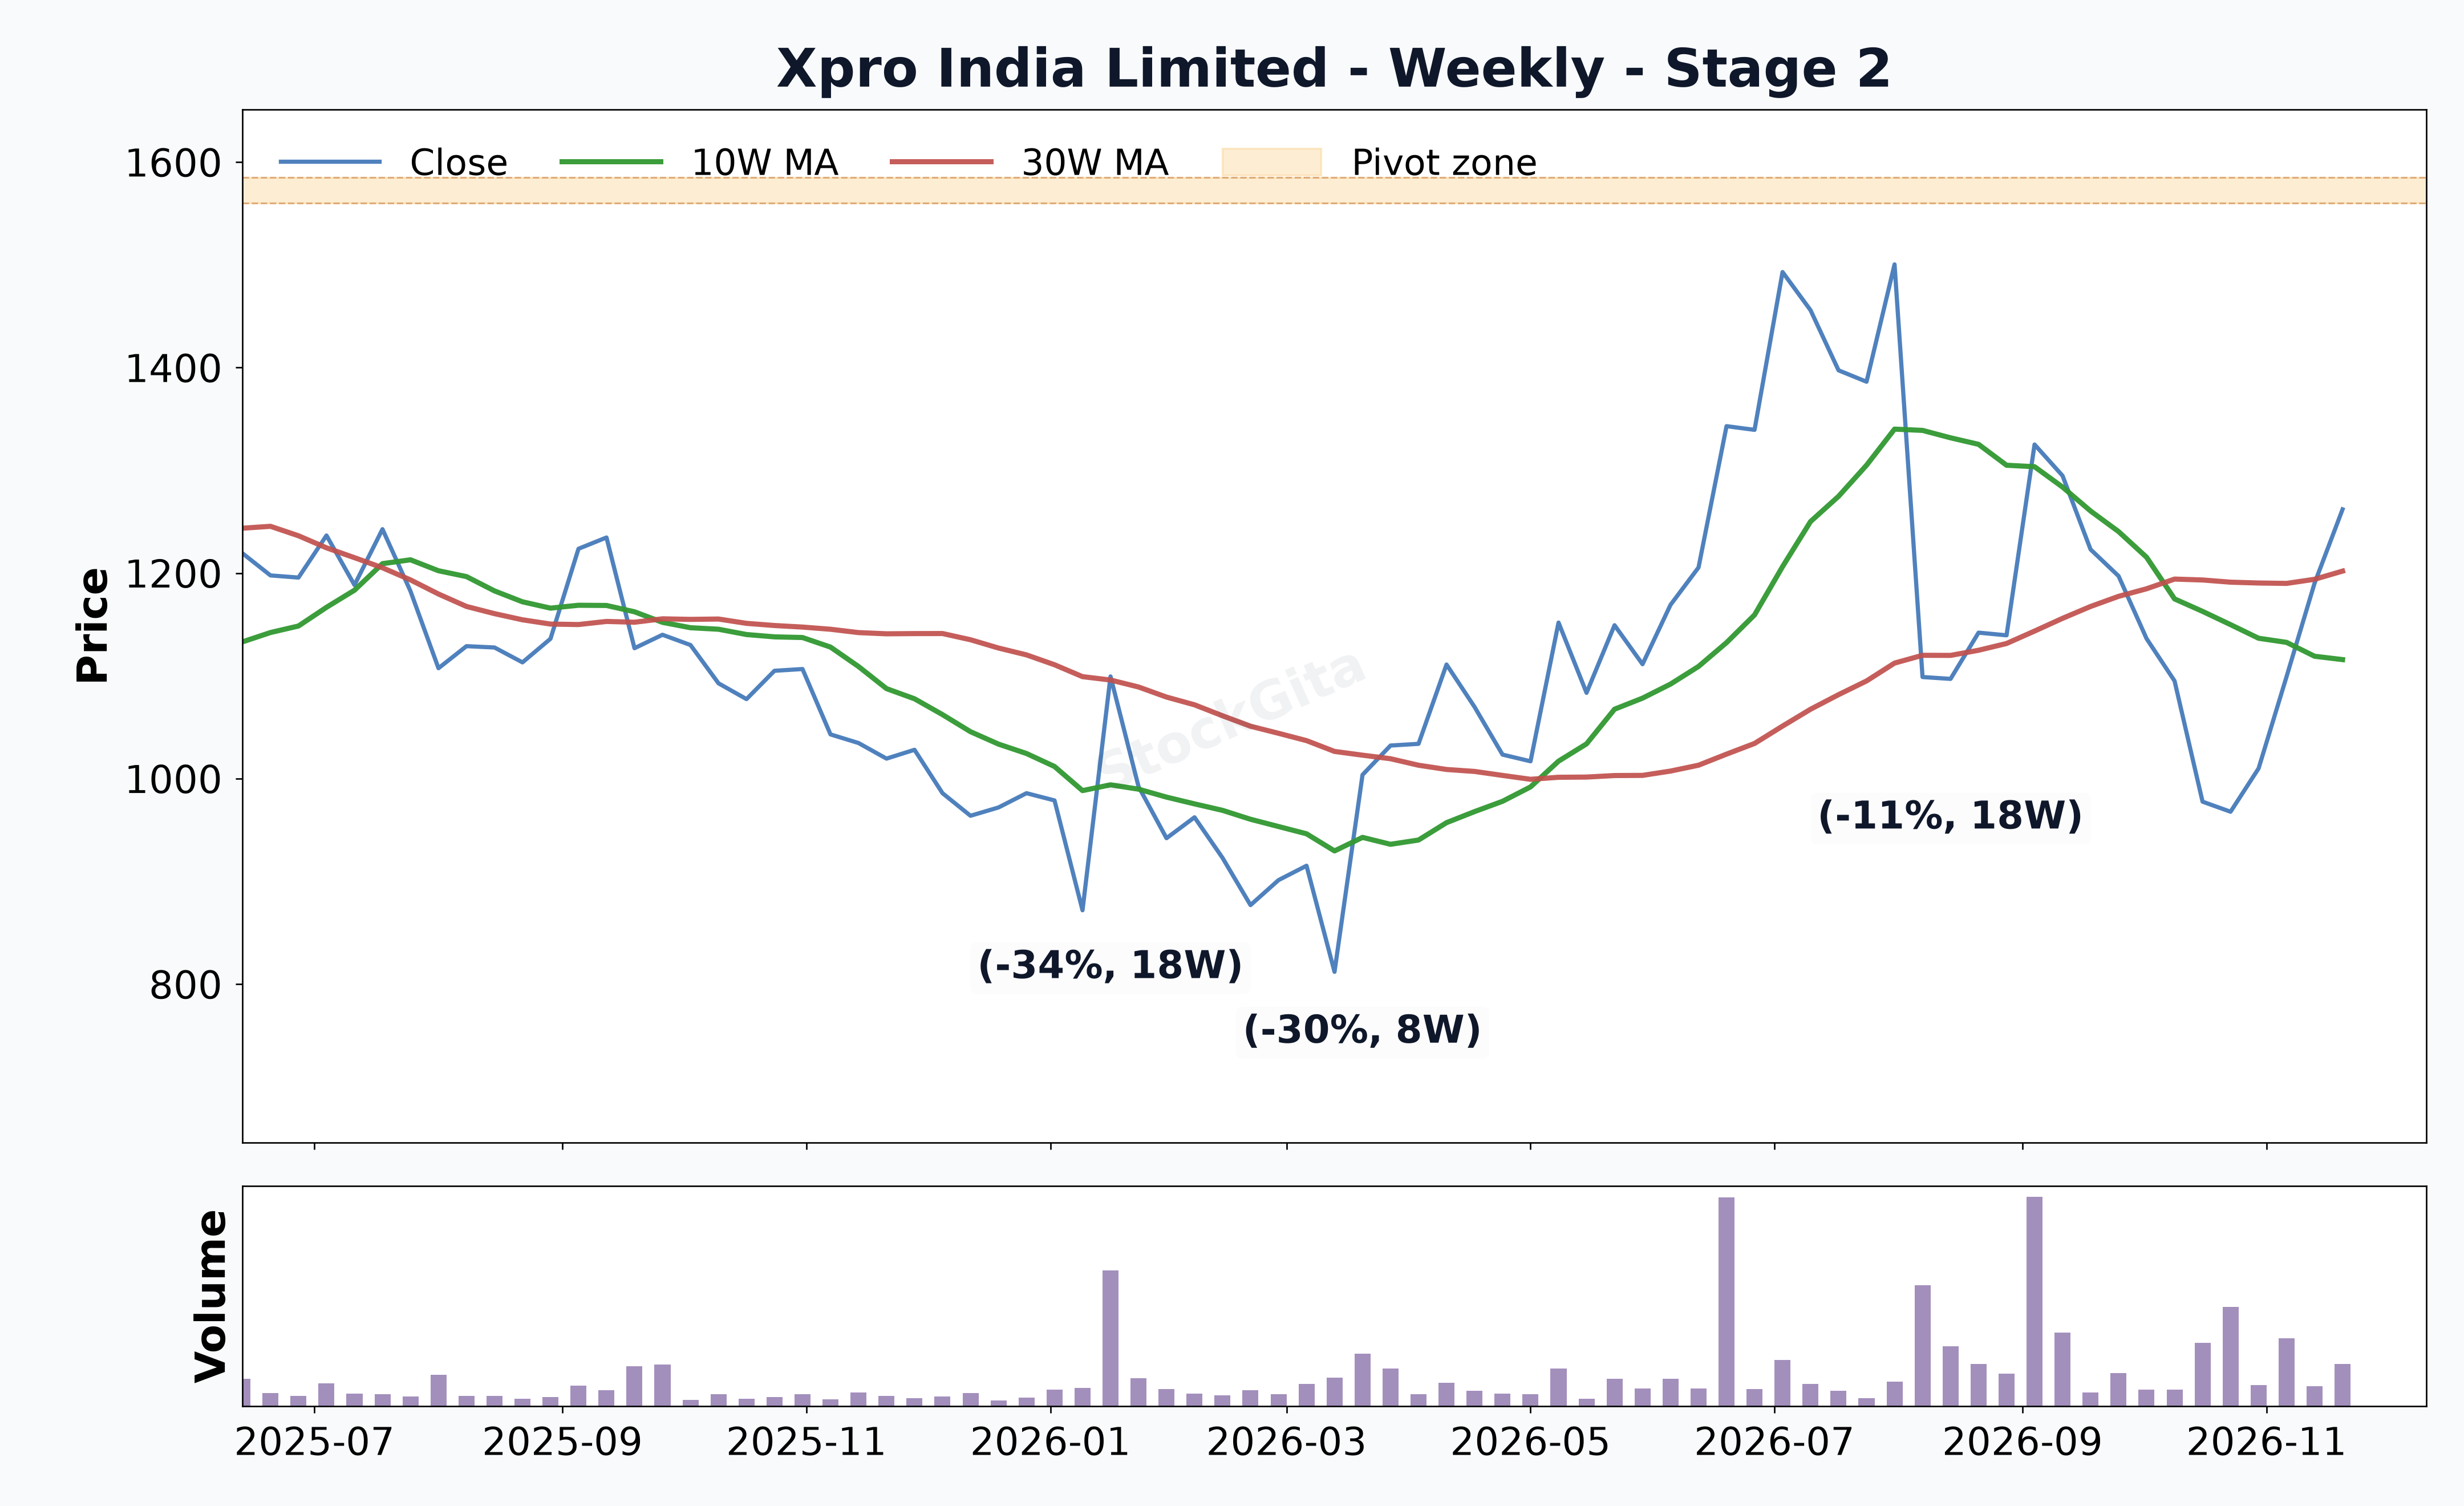 Xpro India Limited - Weekly - Stage 2
Close 10W MA 30W MA Pivot zone
1600
1400
1200
1000
800
Price
StockGita
(-11%, 18W)
(-34%, 18W)
(-30%, 8W)
Volume
2025-07 2025-09 2025-11 2026-01 2026-03 2026-05 2026-07 2026-09 2026-11